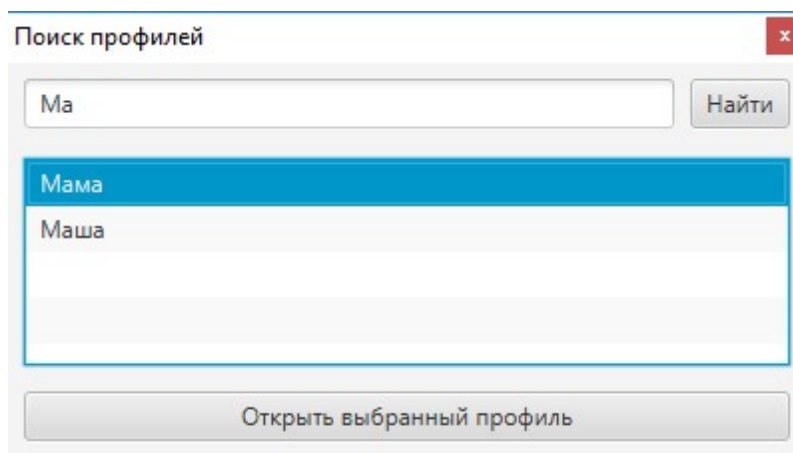 Поиск профилей x
Ма Найти
Мама
Маша
Открыть выбранный профиль